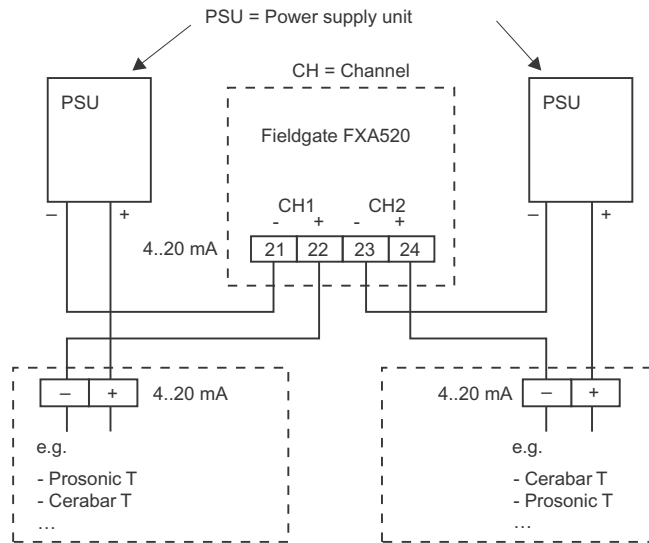 PSU = Power supply unit
CH = Channel
PSU
PSU
Fieldgate FXA520
CH1 CH2
- + - +
– +
– +
4..20 mA 21 22 23 24
– + 4..20 mA
4..20 mA – +
e.g.
- Prosonic T
- Cerabar T
...
e.g.
- Cerabar T
- Prosonic T
...